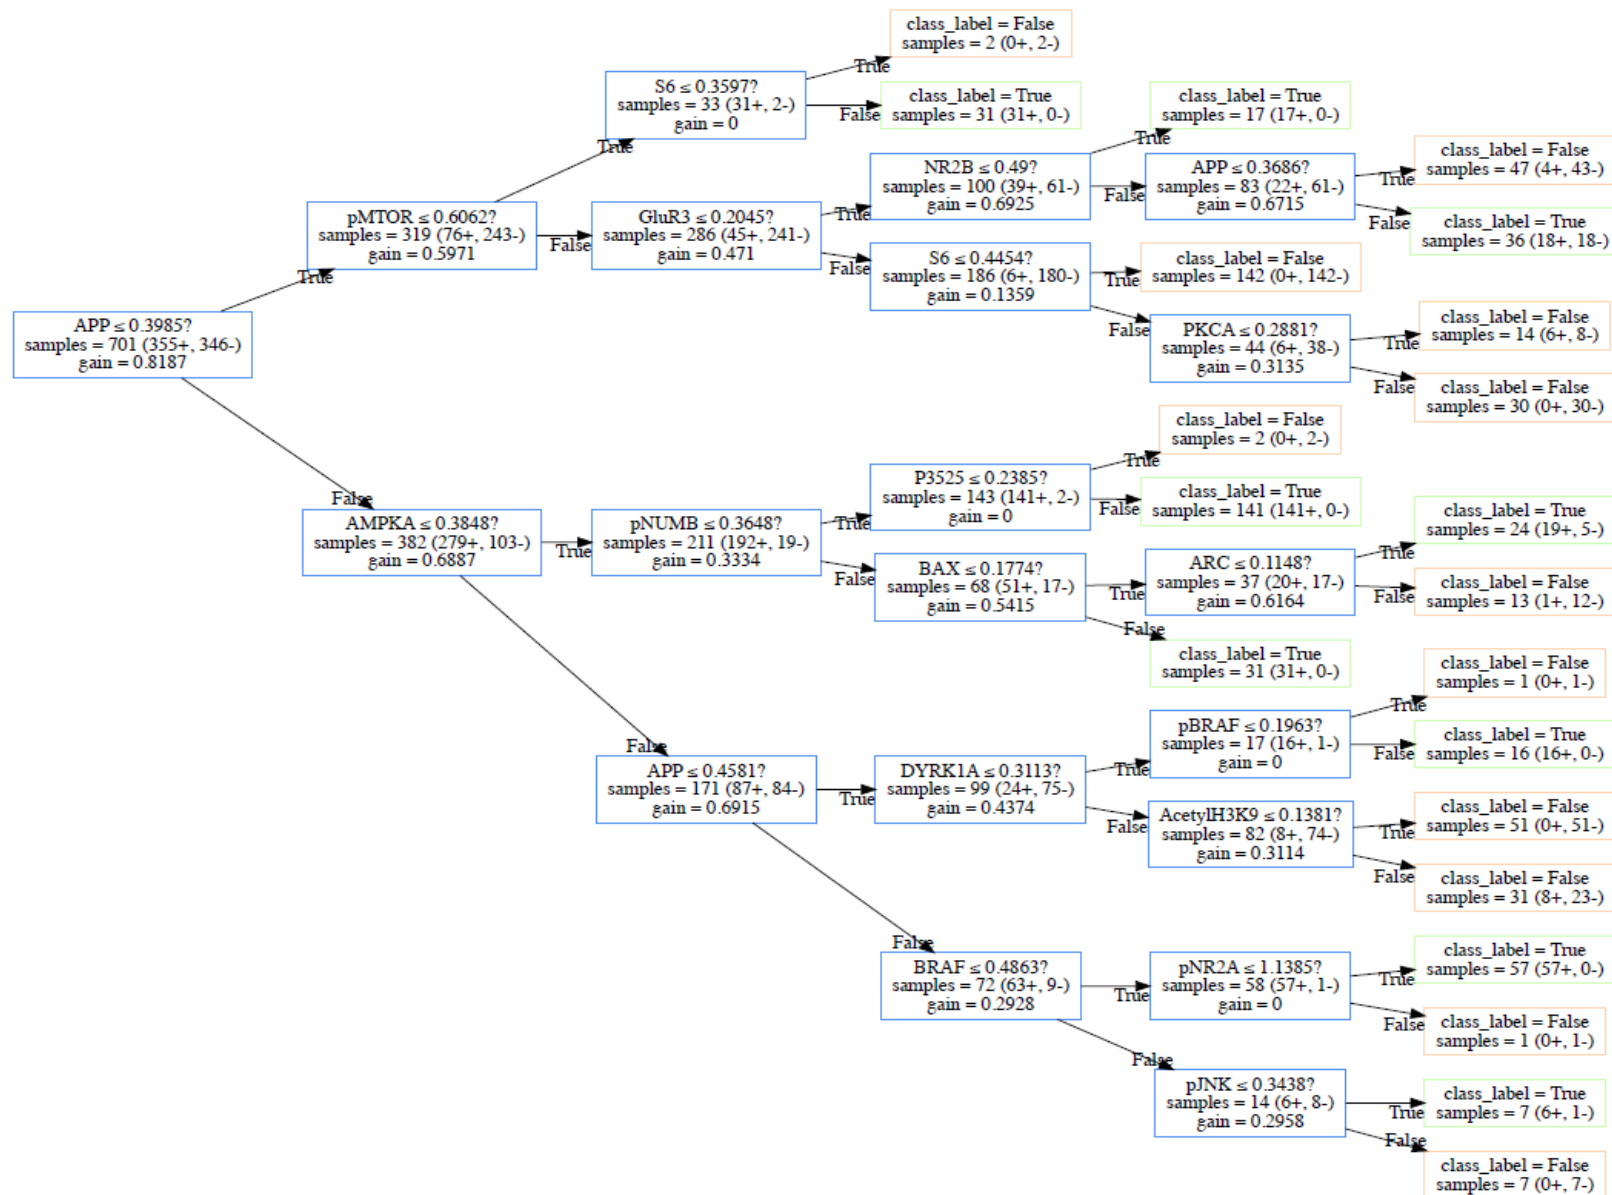 class_label = False
samples = 2 (0+, 2-)
True
S6 ≤ 0.3597?
samples = 33 (31+, 2-)
gain = 0
class_label = True
samples = 31 (31+, 0-)
False
class_label = True
samples = 17 (17+, 0-)
True
True
NR2B ≤ 0.49?
samples = 100 (39+, 61-)
gain = 0.6925
APP ≤ 0.3686?
samples = 83 (22+, 61-)
gain = 0.6715
False
class_label = False
samples = 47 (4+, 43-)
True
class_label = True
samples = 36 (18+, 18-)
False
pMTOR ≤ 0.6062?
samples = 319 (76+, 243-)
gain = 0.5971
False
GluR3 ≤ 0.2045?
samples = 286 (45+, 241-)
gain = 0.471
True
False
S6 ≤ 0.4454?
samples = 186 (6+, 180-)
gain = 0.1359
True
class_label = False
samples = 142 (0+, 142-)
False
PKCA ≤ 0.2881?
samples = 44 (6+, 38-)
gain = 0.3135
class_label = False
samples = 14 (6+, 8-)
True
False
class_label = False
samples = 30 (0+, 30-)
True
APP ≤ 0.3985?
samples = 701 (355+, 346-)
gain = 0.8187
False
class_label = False
samples = 2 (0+, 2-)
True
P3525 ≤ 0.2385?
samples = 143 (141+, 2-)
gain = 0
class_label = True
samples = 141 (141+, 0-)
False
AMPKA ≤ 0.3848?
samples = 382 (279+, 103-)
gain = 0.6887
True
pNUMB ≤ 0.3648?
samples = 211 (192+, 19-)
gain = 0.3334
True
False
BAX ≤ 0.1774?
samples = 68 (51+, 17-)
gain = 0.5415
True
ARC ≤ 0.1148?
samples = 37 (20+, 17-)
gain = 0.6164
class_label = True
samples = 24 (19+, 5-)
True
False
class_label = False
samples = 13 (1+, 12-)
False
class_label = True
samples = 31 (31+, 0-)
class_label = False
samples = 1 (0+, 1-)
True
pBRAF ≤ 0.1963?
samples = 17 (16+, 1-)
gain = 0
False
class_label = True
samples = 16 (16+, 0-)
False
APP ≤ 0.4581?
samples = 171 (87+, 84-)
gain = 0.6915
True
DYRK1A ≤ 0.3113?
samples = 99 (24+, 75-)
gain = 0.4374
True
False
AcetylH3K9 ≤ 0.1381?
samples = 82 (8+, 74-)
gain = 0.3114
class_label = False
samples = 51 (0+, 51-)
True
False
class_label = False
samples = 31 (8+, 23-)
False
BRAF ≤ 0.4863?
samples = 72 (63+, 9-)
gain = 0.2928
True
pNR2A ≤ 1.1385?
samples = 58 (57+, 1-)
gain = 0
class_label = True
samples = 57 (57+, 0-)
True
False
class_label = False
samples = 1 (0+, 1-)
False
pJNK ≤ 0.3438?
samples = 14 (6+, 8-)
gain = 0.2958
class_label = True
samples = 7 (6+, 1-)
True
False
class_label = False
samples = 7 (0+, 7-)